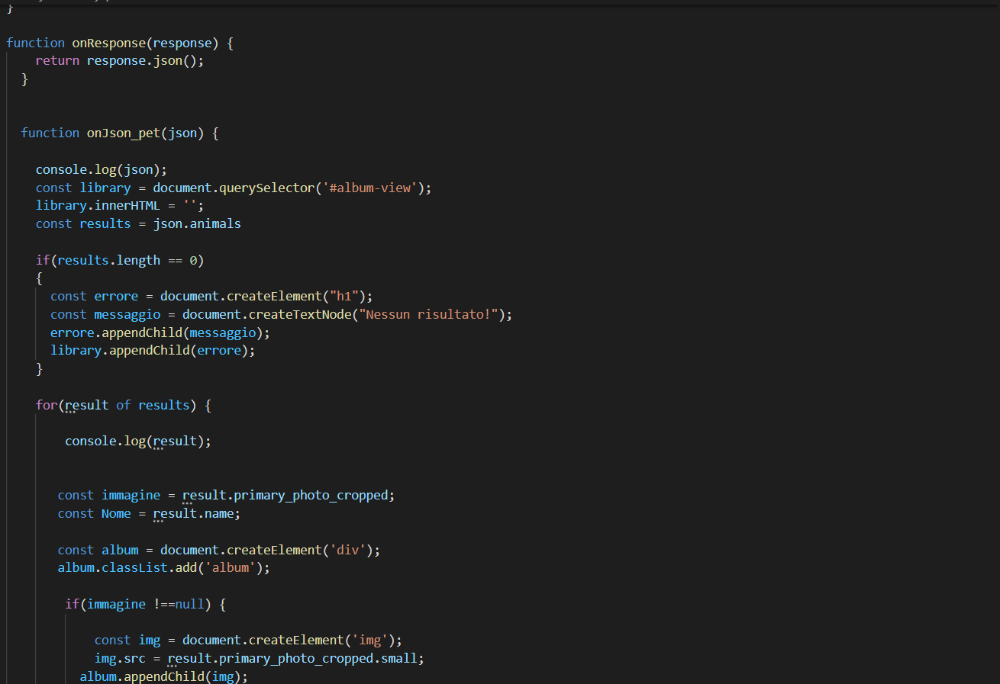 }
function onResponse(response) {
return response.json();
}
function onJson_pet(json) {
console.log(json);
const library = document.querySelector('#album-view');
library.innerHTML = '';
const results = json.animals
if(results.length == 0)
{
const errore = document.createElement("h1");
const messaggio = document.createTextNode("Nessun risultato!");
errore.appendChild(messaggio);
library.appendChild(errore);
}
for(result of results) {
console.log(result);
const immagine = result.primary_photo_cropped;
const Nome = result.name;
const album = document.createElement('div');
album.classList.add('album');
if(immagine !==null) {
const img = document.createElement('img');
img.src = result.primary_photo_cropped.small;
album.appendChild(img);